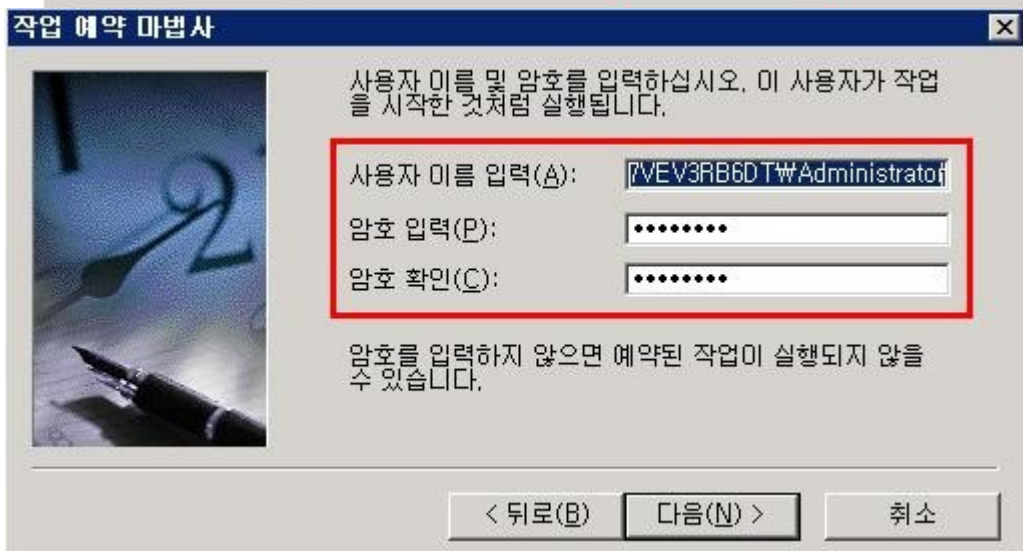 작업 예약 마법사
사용자 이름 및 암호를 입력하십시오. 이 사용자가 작업
을 시작한 것처럼 실행됩니다.
사용자 이름 입력(A): 7VEV3RB6DT₩Administrator
암호 입력(P): ••••••••
암호 확인(C): ••••••••
암호를 입력하지 않으면 예약된 작업이 실행되지 않을
수 있습니다.
< 뒤로(B) 다음(N) > 취소